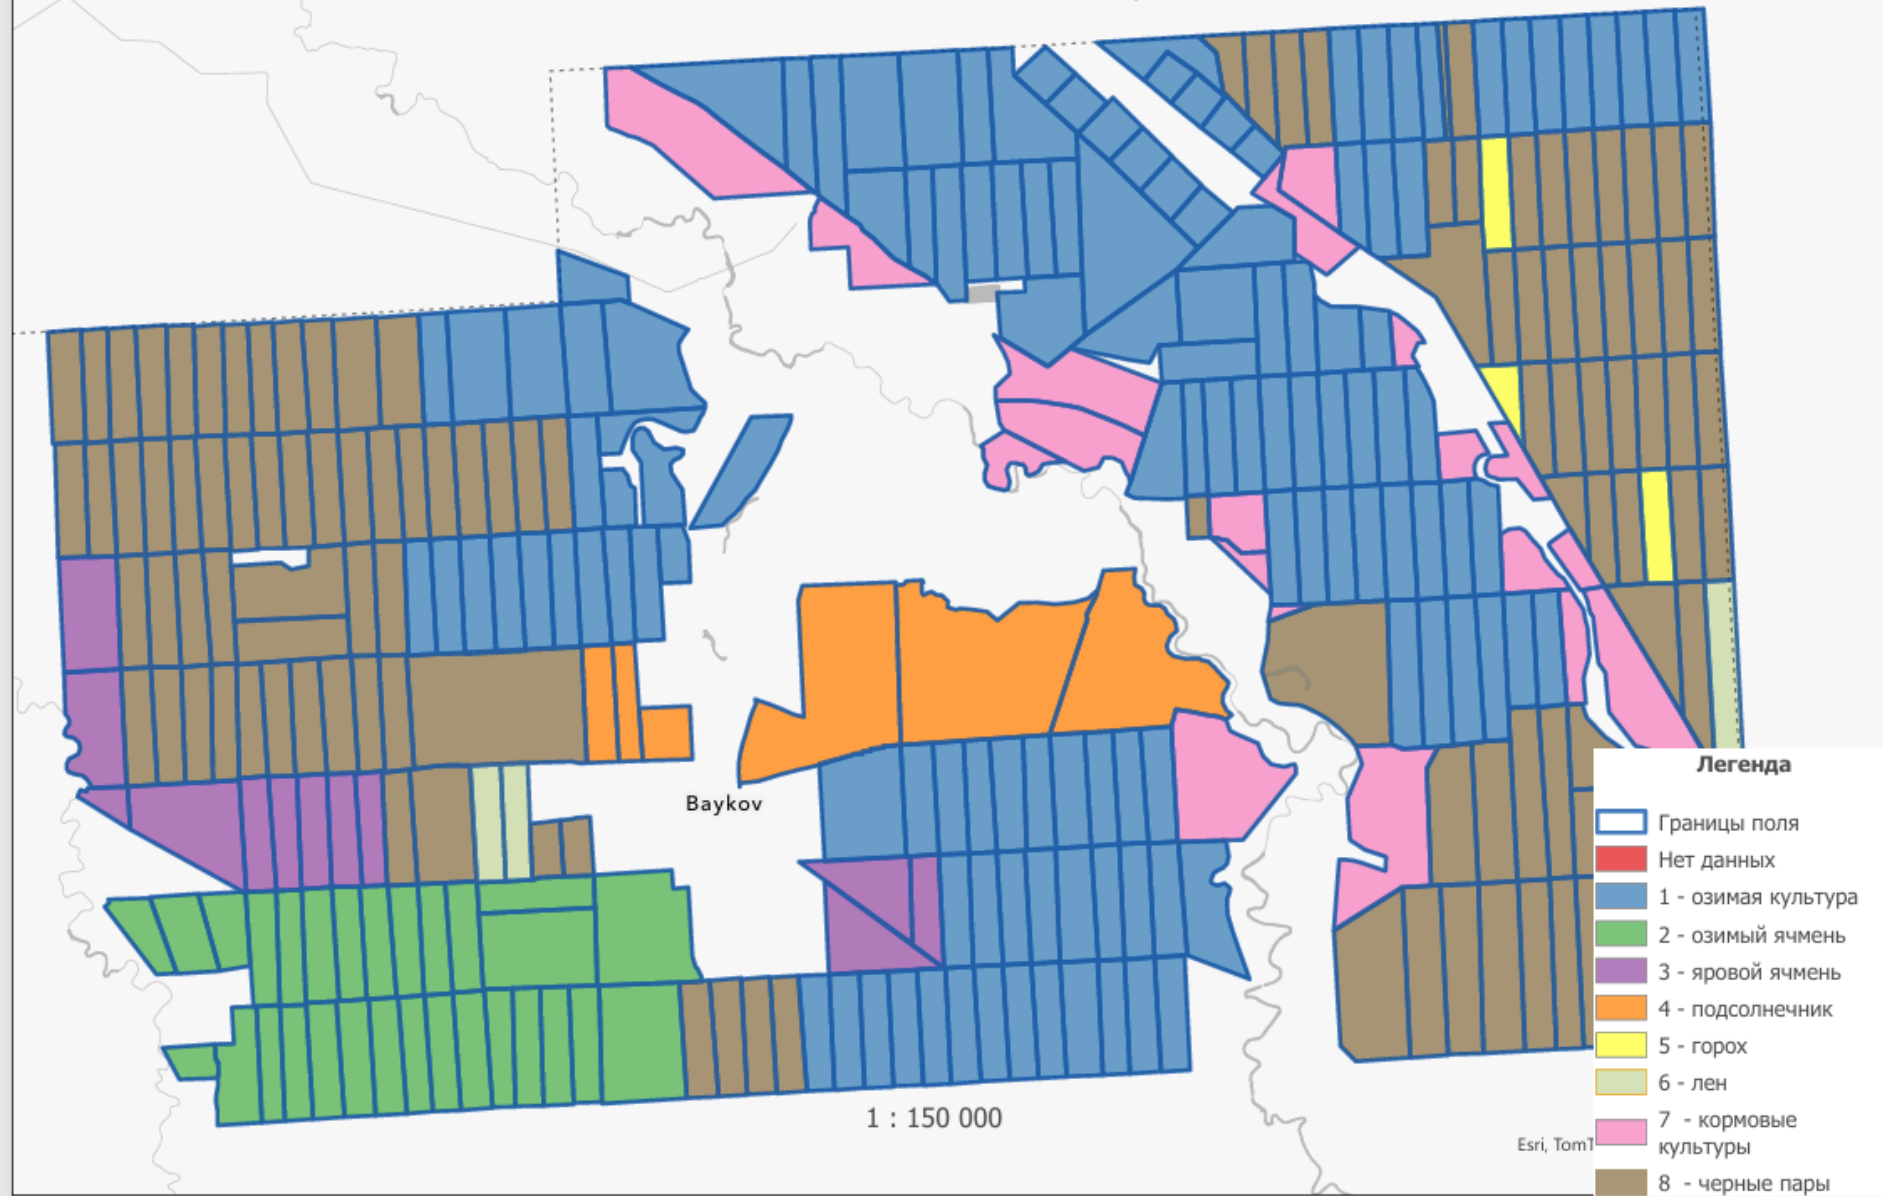 Baykov
1 : 150 000
Esri, TomT
Легенда
Границы поля
Нет данных
1 - озимая культура
2 - озимый ячмень
3 - яровой ячмень
4 - подсолнечник
5 - горох
6 - лен
7 - кормовые
культуры
8 - черные пары